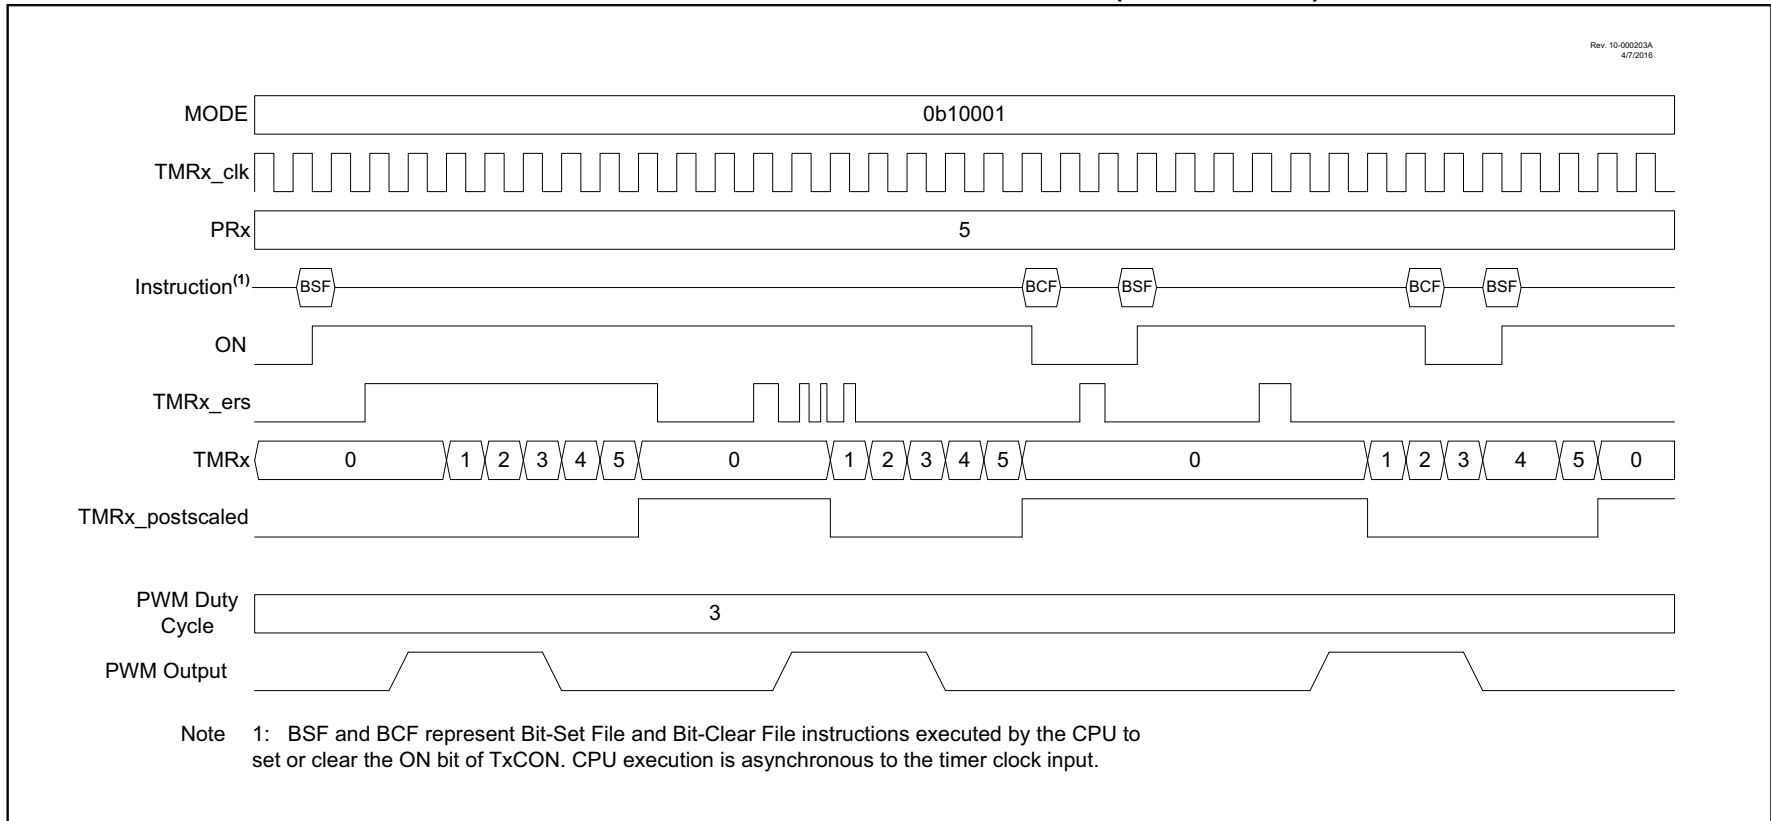 Rev. 10-000203A
4/7/2016
MODE 0b10001
TMRx_clk
PRx 5
Instruction(1) BSF BCF BSF BCF BSF
ON
TMRx_ers
TMRx 0 1 2 3 4 5 0 1 2 3 4 5 0 1 2 3 4 5 0
TMRx_postscaled
PWM Duty
Cycle 3
PWM Output
Note 1: BSF and BCF represent Bit-Set File and Bit-Clear File instructions executed by the CPU to
set or clear the ON bit of TxCON. CPU execution is asynchronous to the timer clock input.